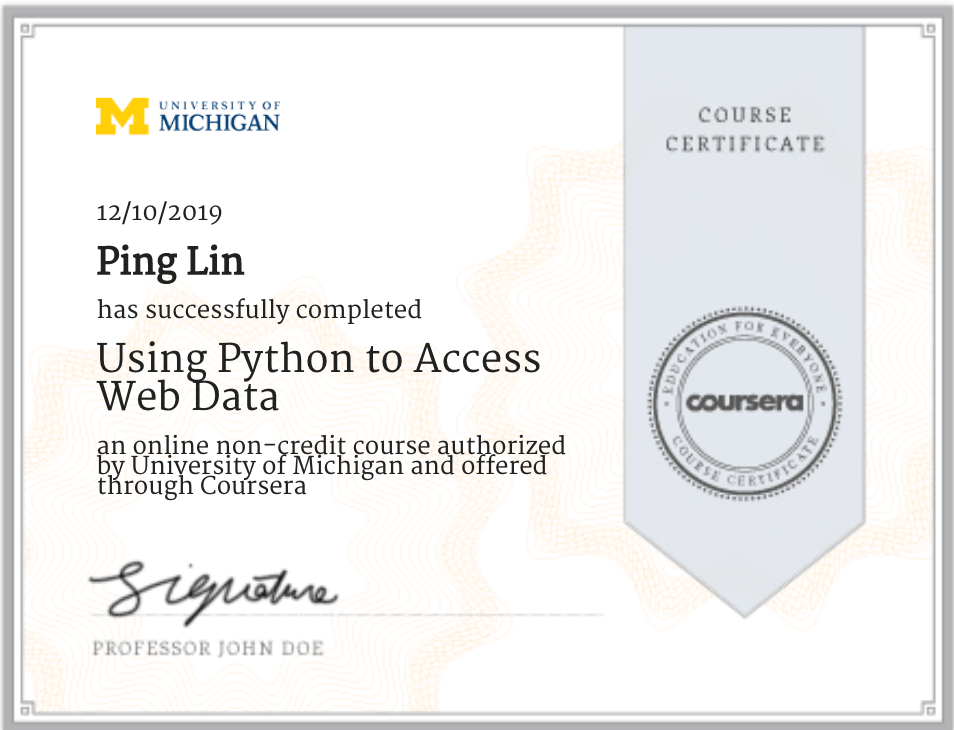 UNIVERSITY OF
MICHIGAN
COURSE
CERTIFICATE
12/10/2019
Ping Lin
has successfully completed
Using Python to Access
Web Data
an online non-credit course authorized
by University of Michigan and offered
through Coursera
EDUCATION FOR EVERYONE
coursera
COURSE CERTIFICATE
Signature
PROFESSOR JOHN DOE